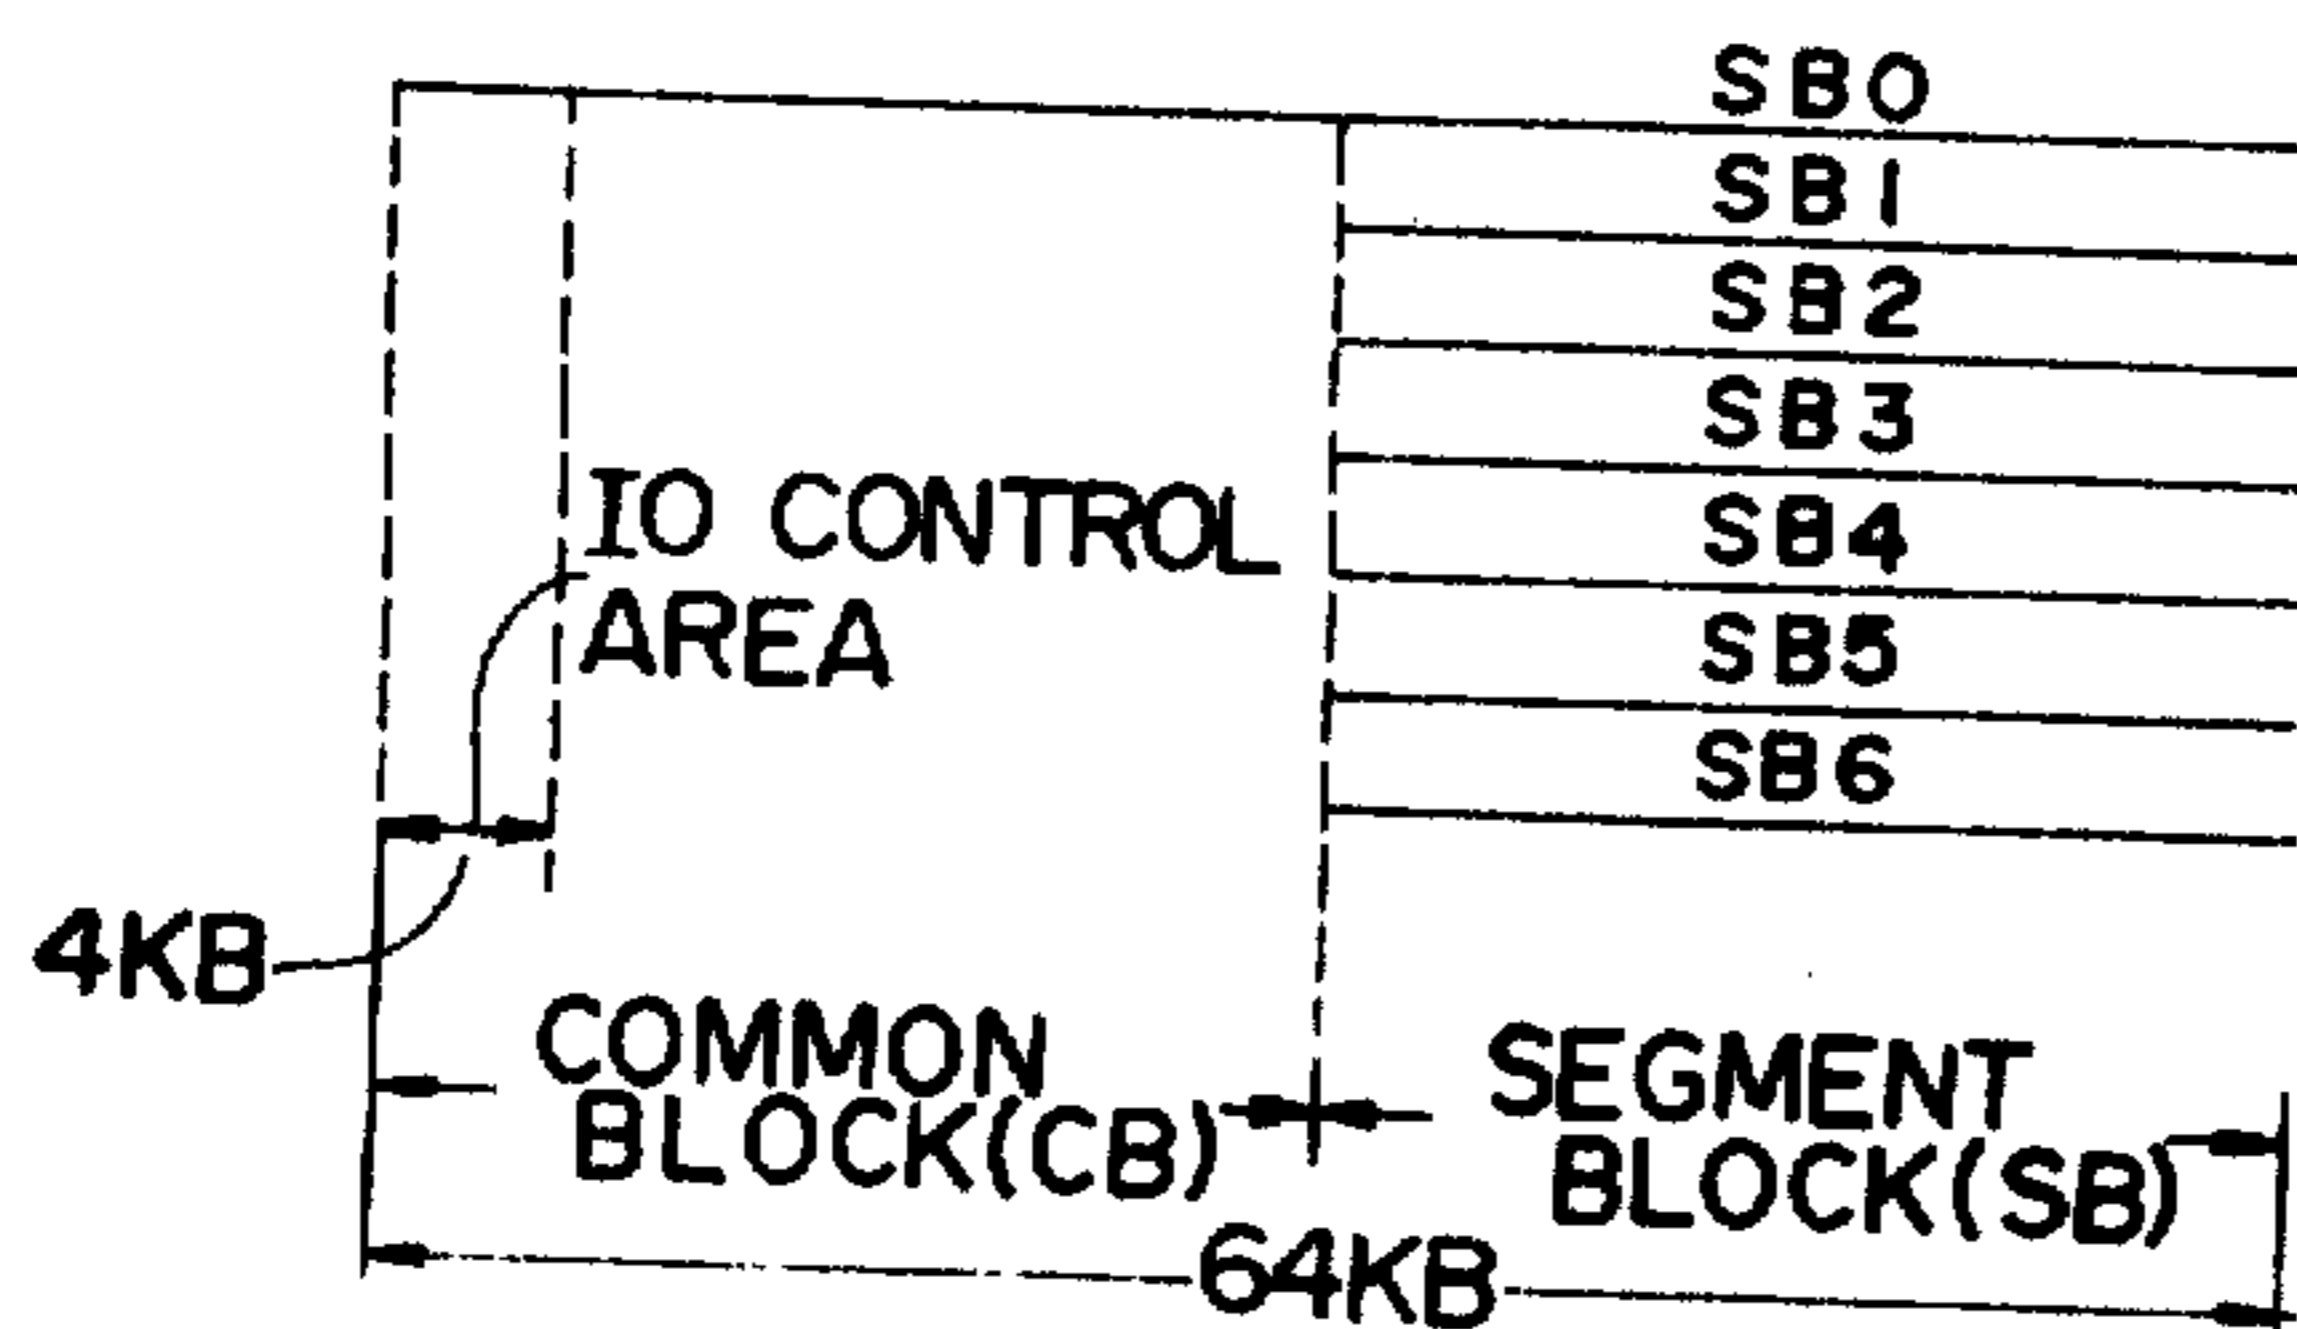 SB0
SB1
SB2
SB3
SB4
SB5
SB6
IO CONTROL
AREA
4KB
COMMON
BLOCK(CB)
SEGMENT
BLOCK(SB)
64KB